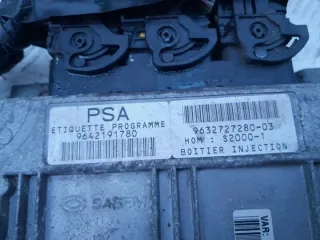 PSA
ETIQUETTE PROGRAMME
9642191780
9632727280-03
HOM : S2000-1
BOITIER INJECTION
SAGEM
VAR: